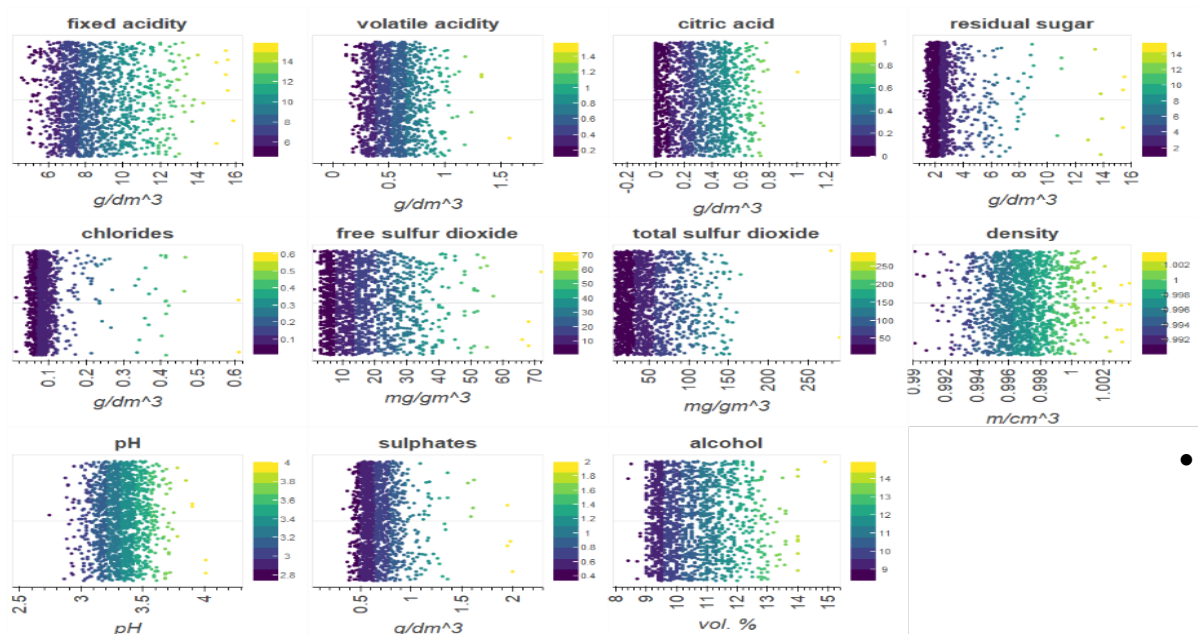 fixed acidity
14
12
10
8
6
6 8 10 12 14 16
g/dm^3
volatile acidity
1.4
1.2
1
0.8
0.6
0.4
0.2
0 0.5 1 1.5
g/dm^3
citric acid
1
0.8
0.6
0.4
0.2
0
-0.2 0 0.2 0.4 0.6 0.8 1 1.2
g/dm^3
residual sugar
14
12
10
8
6
4
2
2 4 6 8 10 12 14 16
g/dm^3
chlorides
0.6
0.5
0.4
0.3
0.2
0.1
0.1 0.2 0.3 0.4 0.5 0.6
g/dm^3
free sulfur dioxide
70
60
50
40
30
20
10
10 20 30 40 50 60 70
mg/gm^3
total sulfur dioxide
250
200
150
100
50
50 100 150 200 250
mg/gm^3
density
1.002
1
0.998
0.996
0.994
0.992
0.99 0.992 0.994 0.996 0.998 1 1.002
m/cm^3
pH
4
3.8
3.6
3.4
3.2
3
2.8
2.5 3 3.5 4
pH
sulphates
2
1.8
1.6
1.4
1.2
1
0.8
0.6
0.4
0.5 1 1.5 2
g/dm^3
alcohol
14
13
12
11
10
9
8 9 10 11 12 13 14 15
vol. %